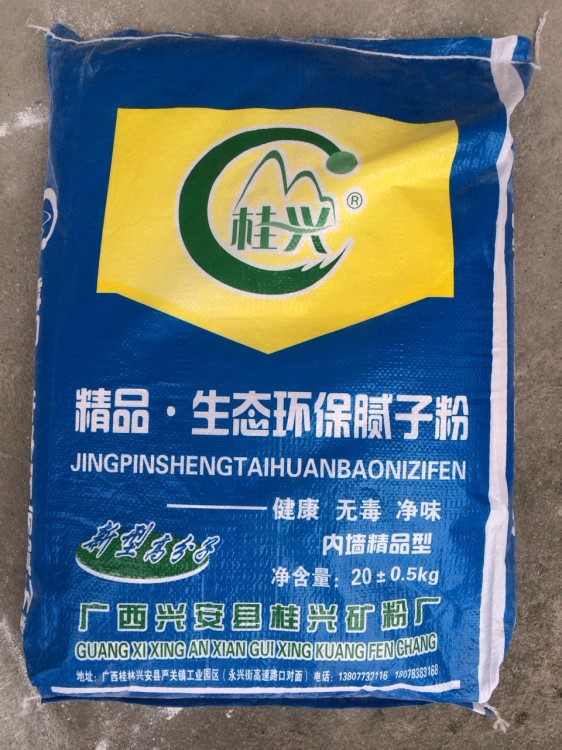 桂兴®
精品·生态环保腻子粉
JINGPINSHENGTAIHUANBAONIZIFEN
健康 无毒 净味
新型高分子
内墙精品型
净含量：20±0.5kg
广西兴安县桂兴矿粉厂
GUANG XI XING AN XIAN GUI XING KUANG FEN CHANG
地址：广西桂林兴安县严关镇工业园区（永兴街高速路口对面）电话：13807732116 18078383168